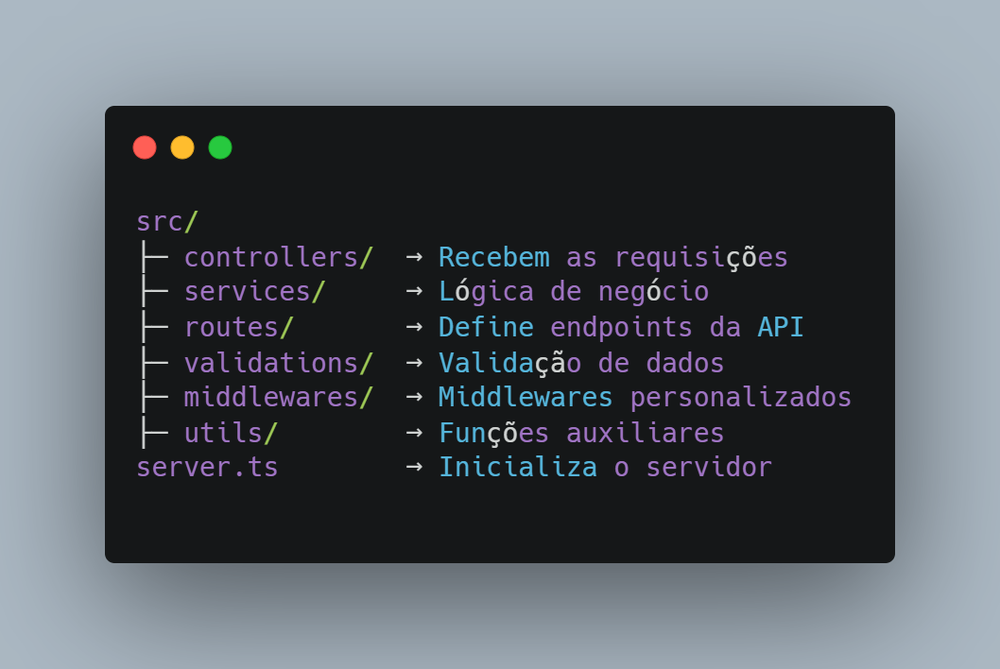 src/
├─ controllers/  → Recebem as requisições
├─ services/     → Lógica de negócio
├─ routes/       → Define endpoints da API
├─ validations/  → Validação de dados
├─ middlewares/  → Middlewares personalizados
├─ utils/        → Funções auxiliares
server.ts        → Inicializa o servidor